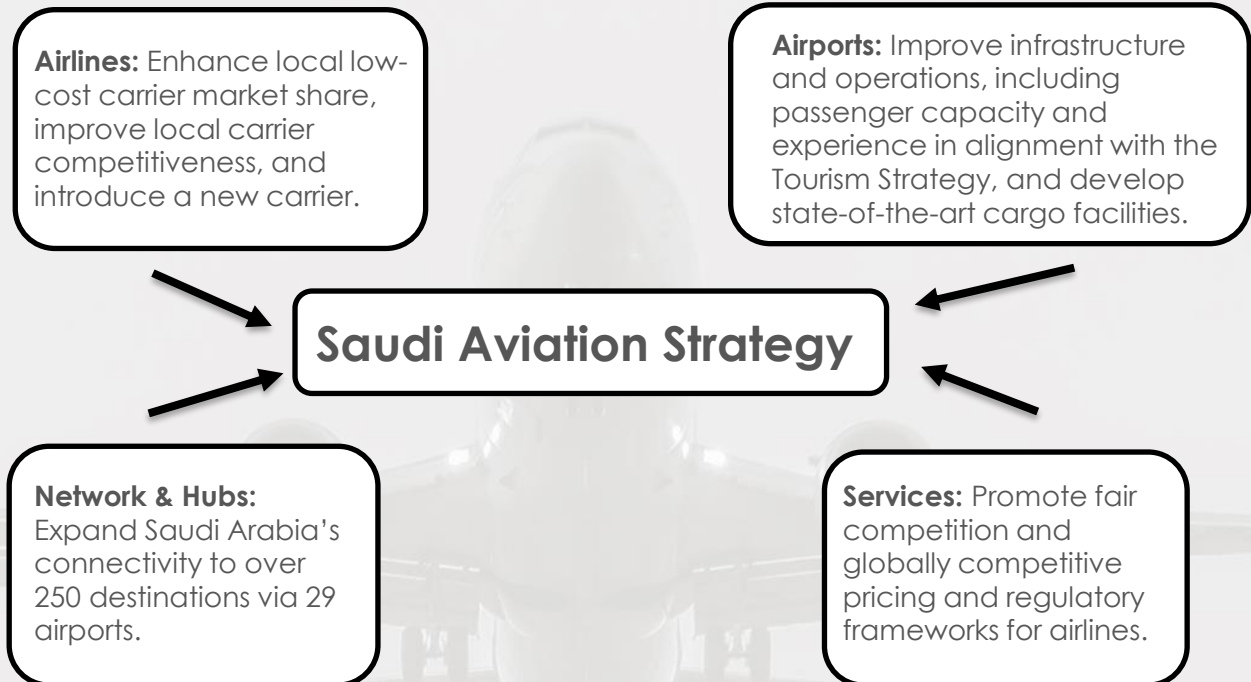 Airlines: Enhance local low-
cost carrier market share,
improve local carrier
competitiveness, and
introduce a new carrier.
Airports: Improve infrastructure
and operations, including
passenger capacity and
experience in alignment with the
Tourism Strategy, and develop
state-of-the-art cargo facilities.
Saudi Aviation Strategy
Network & Hubs:
Expand Saudi Arabia’s
connectivity to over
250 destinations via 29
airports.
Services: Promote fair
competition and
globally competitive
pricing and regulatory
frameworks for airlines.